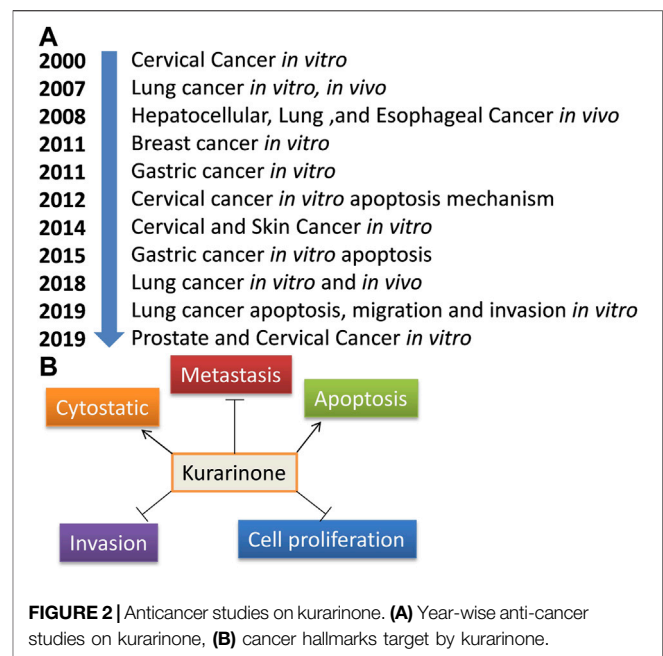 A
2000 Cervical Cancer in vitro
2007 Lung cancer in vitro, in vivo
2008 Hepatocellular, Lung ,and Esophageal Cancer in vivo
2011 Breast cancer in vitro
2011 Gastric cancer in vitro
2012 Cervical cancer in vitro apoptosis mechanism
2014 Cervical and Skin Cancer in vitro
2015 Gastric cancer in vitro apoptosis
2018 Lung cancer in vitro and in vivo
2019 Lung cancer apoptosis, migration and invasion in vitro
2019 Prostate and Cervical Cancer in vitro
B
Metastasis
Cytostatic
Apoptosis
Kurarinone
Invasion
Cell proliferation
FIGURE 2 | Anticancer studies on kurarinone. (A) Year-wise anti-cancer
studies on kurarinone, (B) cancer hallmarks target by kurarinone.